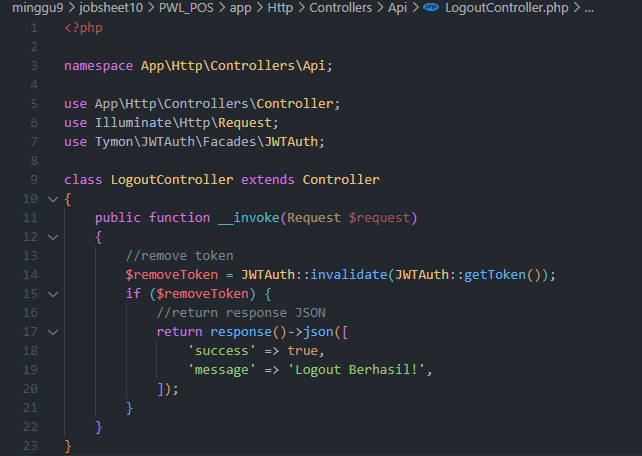 minggu9 > jobsheet10 > PWL_POS > app > Http > Controllers > Api > php LogoutController.php > ...
1 <?php
2
3 namespace App\Http\Controllers\Api;
4
5 use App\Http\Controllers\Controller;
6 use Illuminate\Http\Request;
7 use Tymon\JWTAuth\Facades\JWTAuth;
8
9 class LogoutController extends Controller
10 {
11     public function __invoke(Request $request)
12     {
13         //remove token
14         $removeToken = JWTAuth::invalidate(JWTAuth::getToken());
15         if ($removeToken) {
16             //return response JSON
17             return response()->json([
18                 'success' => true,
19                 'message' => 'Logout Berhasil!',
20             ]);
21         }
22     }
23 }